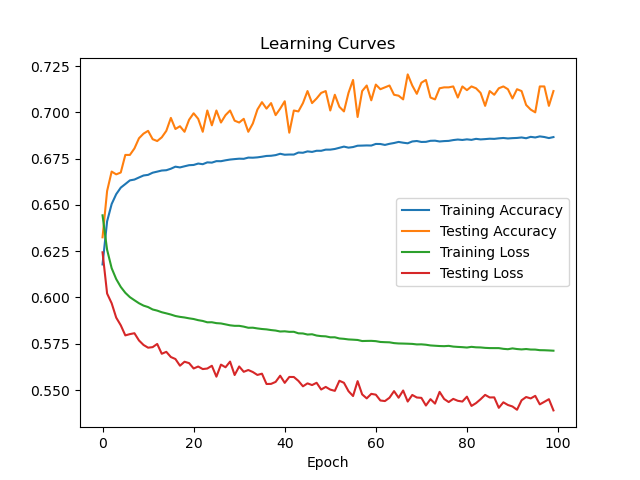 Learning Curves
0.725
0.700
0.675
0.650
0.625
0.600
0.575
0.550
Training Accuracy
Testing Accuracy
Training Loss
Testing Loss
0 20 40 60 80 100
Epoch